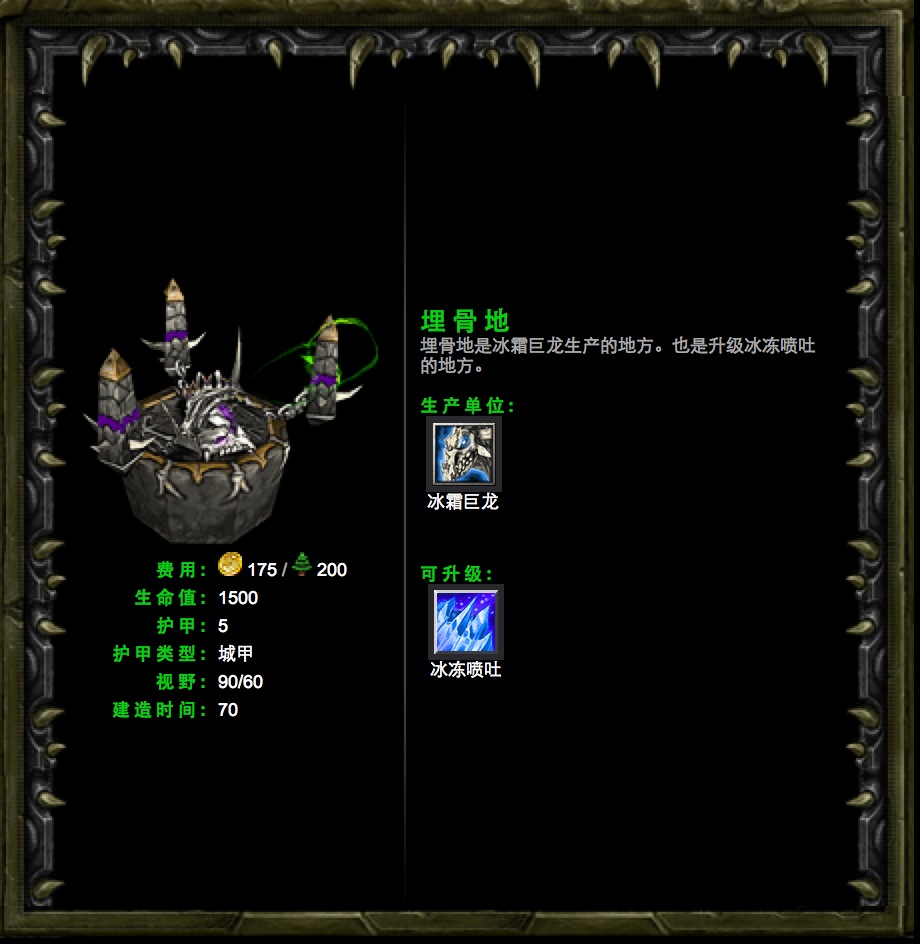 埋骨地
埋骨地是冰霜巨龙生产的地方。也是升级冰冻喷吐
的地方。
生产单位：
冰霜巨龙
可升级：
冰冻喷吐
费用： 175 / 200
生命值： 1500
护甲： 5
护甲类型： 城甲
视野： 90/60
建造时间： 70